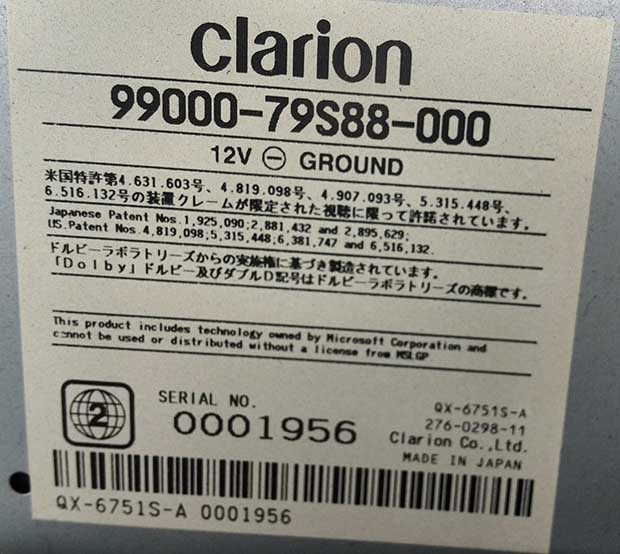 clarion
99000-79S88-000
12V ⊖ GROUND
米国特許第4.631.603号、4.819.098号、4.907.093号、5.315.448号、
6.516.132号の装置クレームが限定された視聴に限って許諾されています。
Japanese Patent Nos.1,925,090;2,881,432 and 2,895,629;
US.Patent Nos.4,819,098;5,315,448;6,381,747 and 6,516,132.
ドルビーラボラトリーズからの実施権に基づき製造されています。
「Dolby」ドルビー及びダブルD記号はドルビーラボラトリーズの商標です。
This product includes technology owned by Microsoft Corporation and
cannot be used or distributed without a license from MSLGP
2
SERIAL NO.
0001956
QX-6751S-A
276-0298-11
Clarion Co.,Ltd.
MADE IN JAPAN
QX-6751S-A 0001956